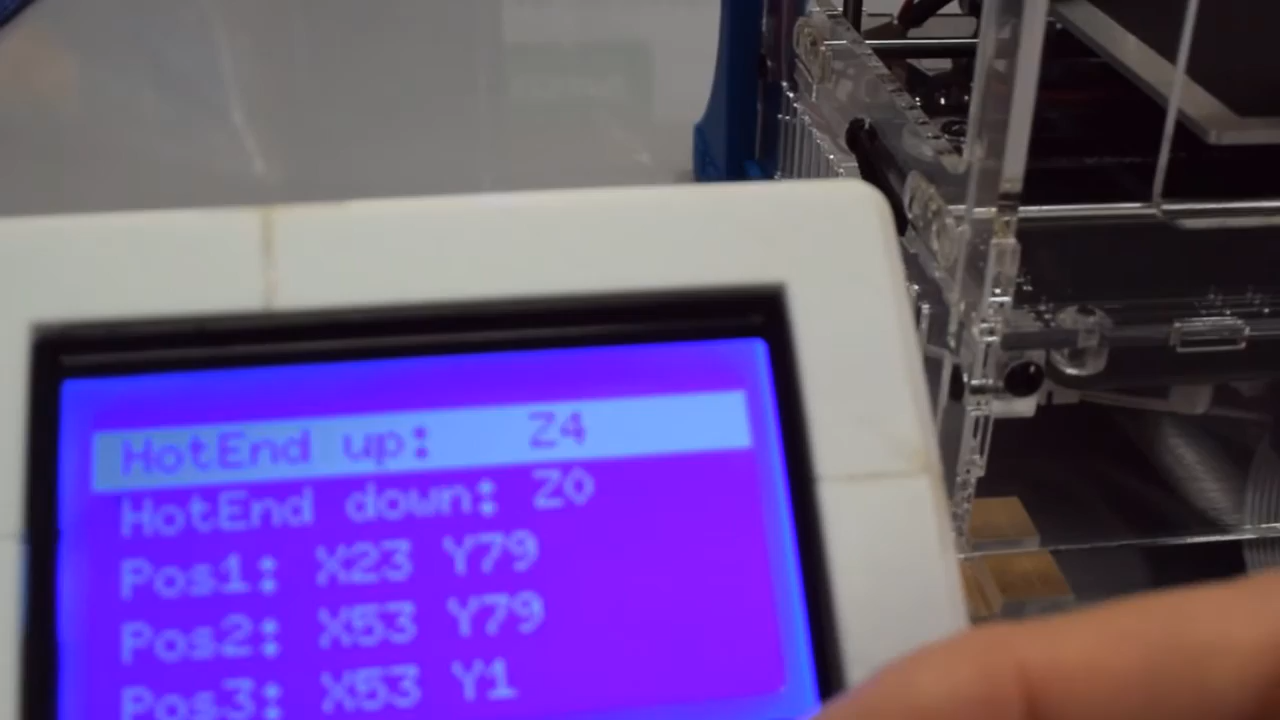 HotEnd up: Z4
HotEnd down: Z0
Pos1: X23 Y79
Pos2: X53 Y79
Pos3: X53 Y1